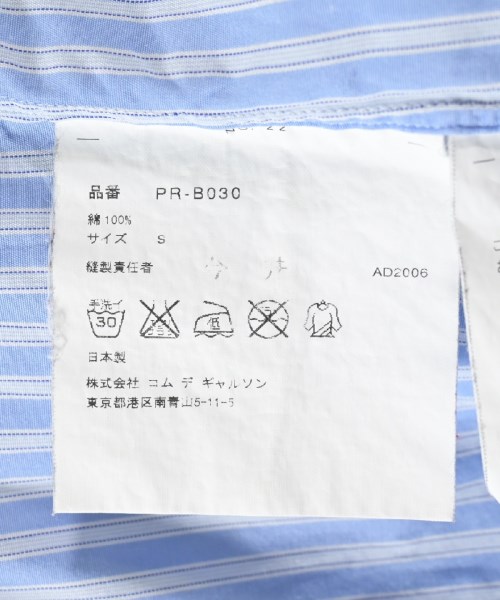 品番 PR-B030
綿100%
サイズ S
縫製責任者
AD2006
手洗イ
30
低
日本製
株式会社 コム デ ギャルソン
東京都港区南青山5-11-5